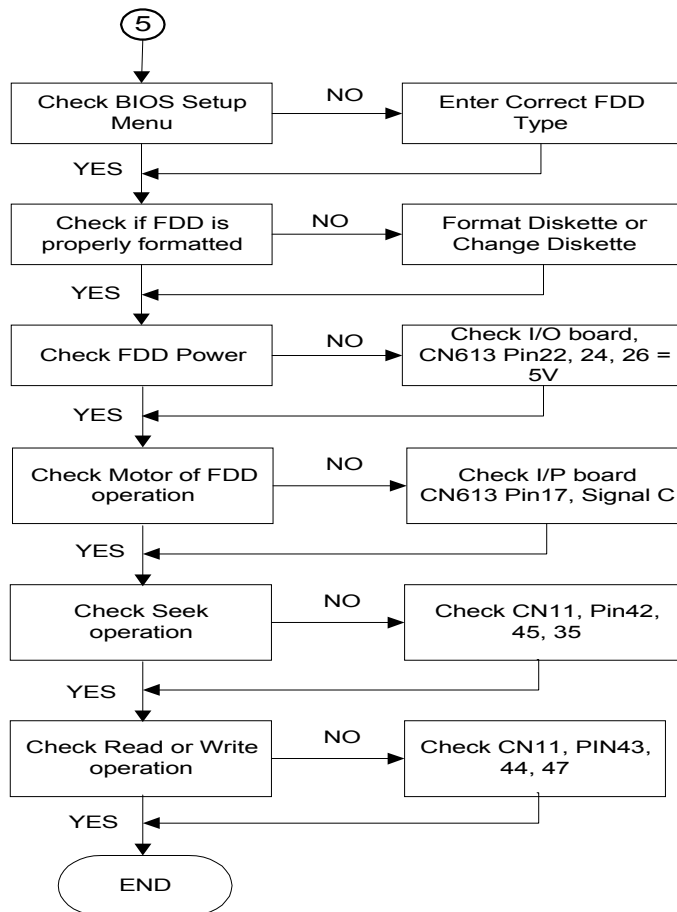 5
Check BIOS Setup
Menu
NO
Enter Correct FDD
Type
YES
Check if FDD is
properly formatted
NO
Format Diskette or
Change Diskette
YES
Check FDD Power
NO
Check I/O board,
CN613 Pin22, 24, 26 =
5V
YES
Check Motor of FDD
operation
NO
Check I/P board
CN613 Pin17, Signal C
YES
Check Seek
operation
NO
Check CN11, Pin42,
45, 35
YES
Check Read or Write
operation
NO
Check CN11, PIN43,
44, 47
YES
END